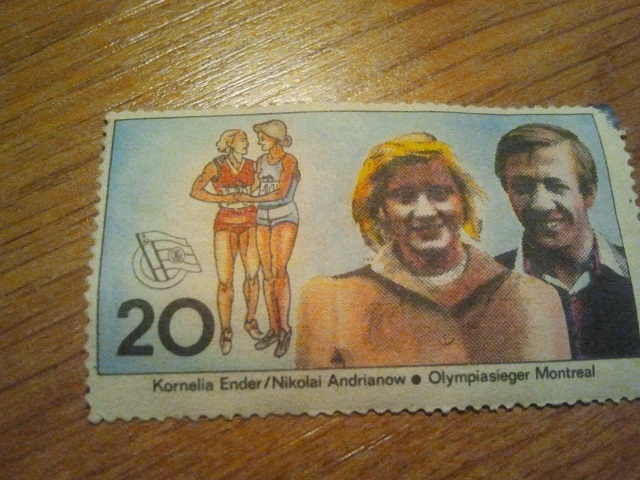 20
Kornelia Ender/Nikolai Andrianow ● Olympiasieger Montreal